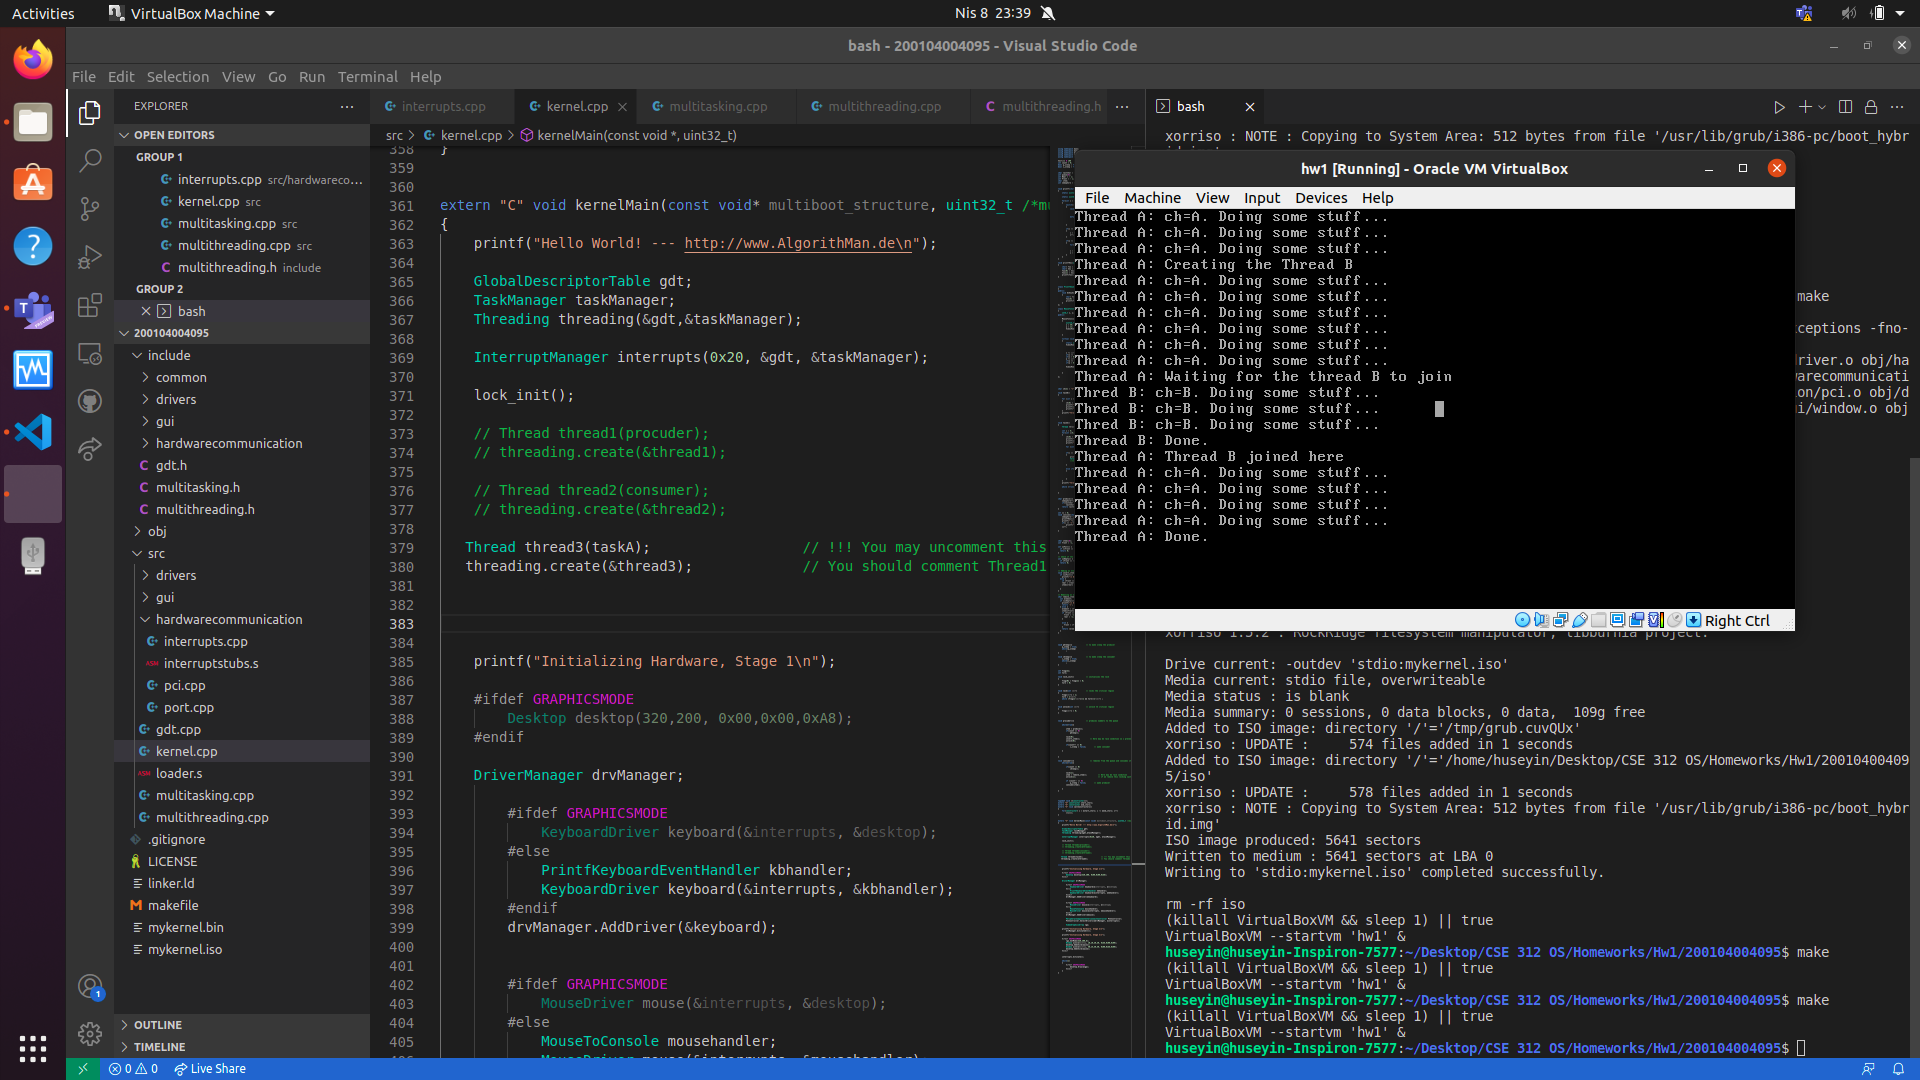 Activities
VirtualBox Machine
Nis 8 23:39
bash - 200104004095 - Visual Studio Code
File Edit Selection View Go Run Terminal Help
EXPLORER
OPEN EDITORS
GROUP 1
interrupts.cpp src/hardwareco...
kernel.cpp src
multitasking.cpp src
multithreading.cpp src
multithreading.h include
GROUP 2
bash
200104004095
include
common
drivers
gui
hardwarecommunication
gdt.h
multitasking.h
multithreading.h
obj
src
drivers
gui
hardwarecommunication
interrupts.cpp
interruptstubs.s
pci.cpp
port.cpp
gdt.cpp
kernel.cpp
loader.s
multitasking.cpp
multithreading.cpp
.gitignore
LICENSE
linker.ld
makefile
mykernel.bin
mykernel.iso
OUTLINE
TIMELINE
interrupts.cpp
kernel.cpp
multitasking.cpp
multithreading.cpp
multithreading.h
src > kernel.cpp > kernelMain(const void *, uint32_t)
358 }
359
360
361 extern "C" void kernelMain(const void* multiboot_structure, uint32_t /*mu
362 {
363 printf("Hello World! --- http://www.AlgorithMan.de\n");
364
365 GlobalDescriptorTable gdt;
366 TaskManager taskManager;
367 Threading threading(&gdt,&taskManager);
368
369 InterruptManager interrupts(0x20, &gdt, &taskManager);
370
371 lock_init();
372
373 // Thread thread1(procuder);
374 // threading.create(&thread1);
375
376 // Thread thread2(consumer);
377 // threading.create(&thread2);
378
379 Thread thread3(taskA); // !!! You may uncomment this
380 threading.create(&thread3); // You should comment Thread1
381
382
383
384
385 printf("Initializing Hardware, Stage 1\n");
386
387 #ifdef GRAPHICSMODE
388 Desktop desktop(320,200, 0x00,0x00,0xA8);
389 #endif
390
391 DriverManager drvManager;
392
393 #ifdef GRAPHICSMODE
394 KeyboardDriver keyboard(&interrupts, &desktop);
395 #else
396 PrintfKeyboardEventHandler kbhandler;
397 KeyboardDriver keyboard(&interrupts, &kbhandler);
398 #endif
399 drvManager.AddDriver(&keyboard);
400
401
402 #ifdef GRAPHICSMODE
403 MouseDriver mouse(&interrupts, &desktop);
404 #else
405 MouseToConsole mousehandler;
bash
xorriso : NOTE : Copying to System Area: 512 bytes from file '/usr/lib/grub/i386-pc/boot_hybr
hw1 [Running] - Oracle VM VirtualBox
File Machine View Input Devices Help
Thread A: ch=A. Doing some stuff...
Thread A: ch=A. Doing some stuff...
Thread A: ch=A. Doing some stuff...
Thread A: Creating the Thread B
Thread A: ch=A. Doing some stuff...
Thread A: ch=A. Doing some stuff...
Thread A: ch=A. Doing some stuff...
Thread A: ch=A. Doing some stuff...
Thread A: ch=A. Doing some stuff...
Thread A: ch=A. Doing some stuff...
Thread A: Waiting for the thread B to join
Thred B: ch=B. Doing some stuff...
Thred B: ch=B. Doing some stuff...
Thred B: ch=B. Doing some stuff...
Thread B: Done.
Thread A: Thread B joined here
Thread A: ch=A. Doing some stuff...
Thread A: ch=A. Doing some stuff...
Thread A: ch=A. Doing some stuff...
Thread A: ch=A. Doing some stuff...
Thread A: Done.
Right Ctrl
make
ceptions -fno-
river.o obj/ha
warecommunicati
on/pci.o obj/d
i/window.o obj
xorriso 1.5.2 : RockRidge filesystem manipulator, libburnia project.
Drive current: -outdev 'stdio:mykernel.iso'
Media current: stdio file, overwriteable
Media status : is blank
Media summary: 0 sessions, 0 data blocks, 0 data, 109g free
Added to ISO image: directory '/'='/tmp/grub.cuvQUx'
xorriso : UPDATE : 574 files added in 1 seconds
Added to ISO image: directory '/'='/home/huseyin/Desktop/CSE 312 OS/Homeworks/Hw1/20010400409
5/iso'
xorriso : UPDATE : 578 files added in 1 seconds
xorriso : NOTE : Copying to System Area: 512 bytes from file '/usr/lib/grub/i386-pc/boot_hybr
id.img'
ISO image produced: 5641 sectors
Written to medium : 5641 sectors at LBA 0
Writing to 'stdio:mykernel.iso' completed successfully.
rm -rf iso
(killall VirtualBoxVM && sleep 1) || true
VirtualBoxVM --startvm 'hw1' &
huseyin@huseyin-Inspiron-7577:~/Desktop/CSE 312 OS/Homeworks/Hw1/200104004095$ make
(killall VirtualBoxVM && sleep 1) || true
VirtualBoxVM --startvm 'hw1' &
huseyin@huseyin-Inspiron-7577:~/Desktop/CSE 312 OS/Homeworks/Hw1/200104004095$ make
(killall VirtualBoxVM && sleep 1) || true
VirtualBoxVM --startvm 'hw1' &
huseyin@huseyin-Inspiron-7577:~/Desktop/CSE 312 OS/Homeworks/Hw1/200104004095$
0 0 Live Share